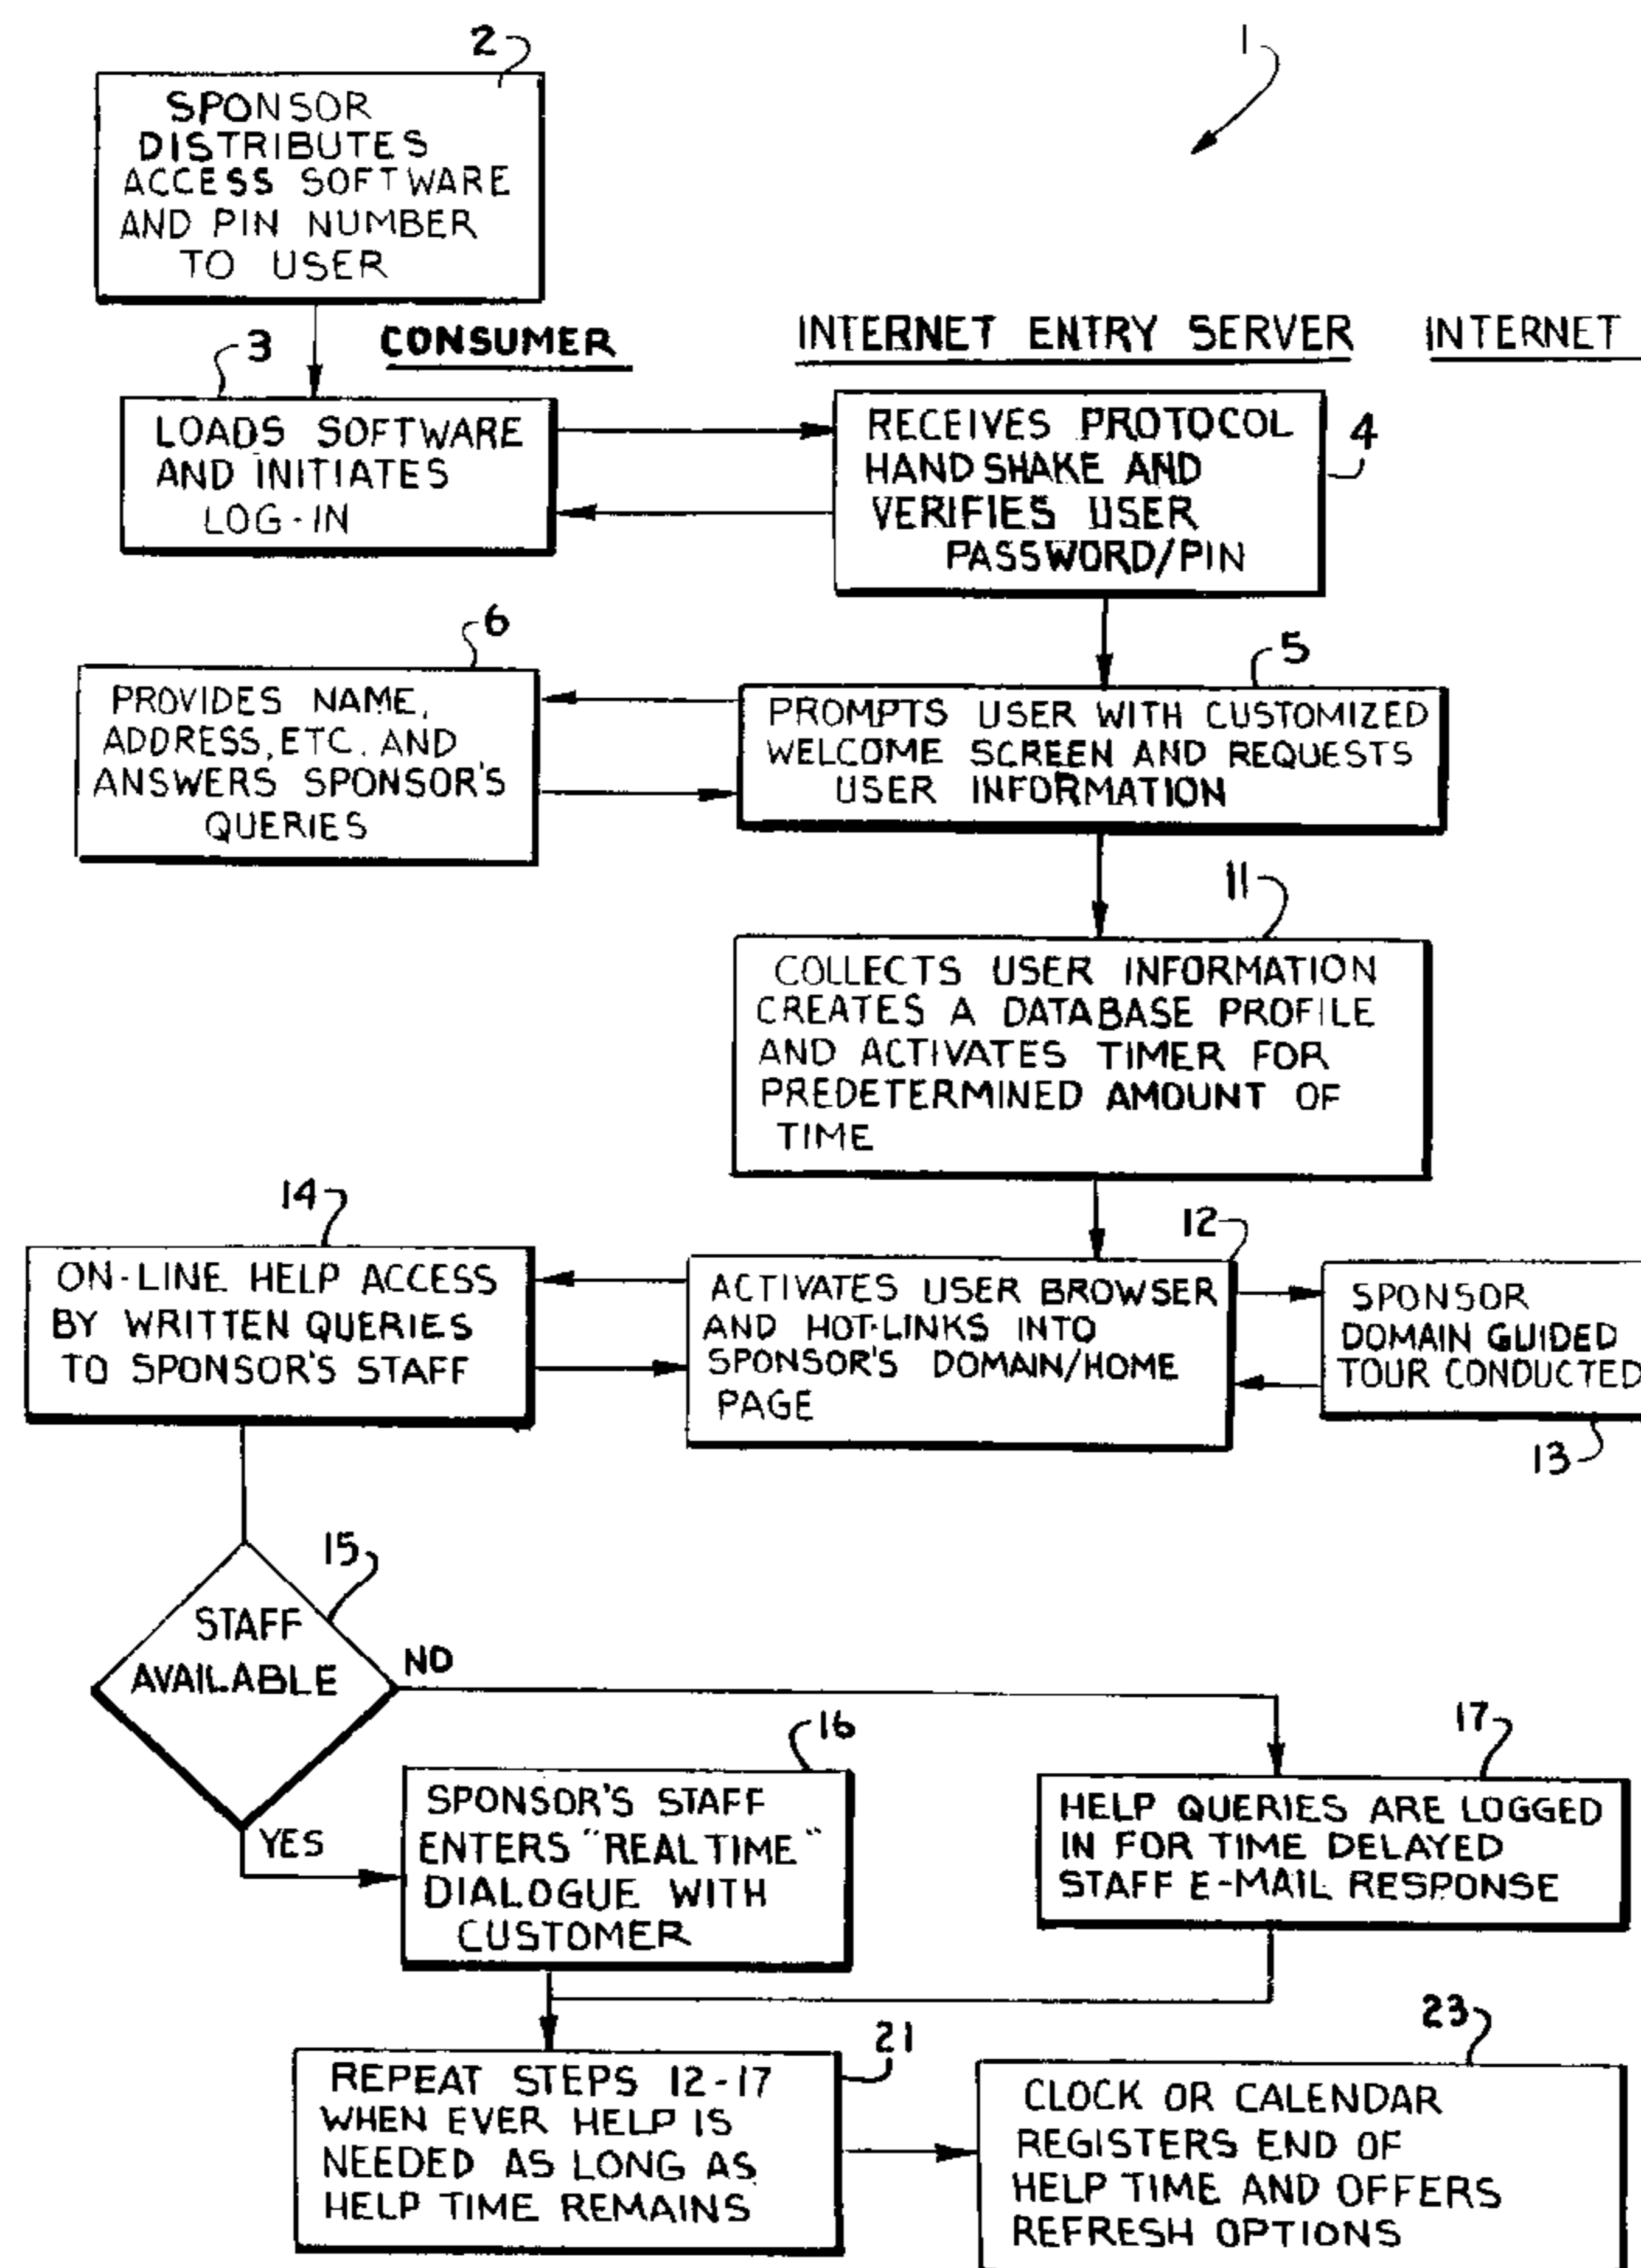 2
1
SPONSOR
DISTRIBUTES
ACCESS SOFTWARE
AND PIN NUMBER
TO USER
3
CONSUMER
INTERNET ENTRY SERVER
INTERNET
LOADS SOFTWARE
AND INITIATES
LOG-IN
RECEIVES PROTOCOL
HAND SHAKE AND
VERIFIES USER
PASSWORD/PIN
4
6
PROVIDES NAME,
ADDRESS, ETC. AND
ANSWERS SPONSOR'S
QUERIES
5
PROMPTS USER WITH CUSTOMIZED
WELCOME SCREEN AND REQUESTS
USER INFORMATION
11
COLLECTS USER INFORMATION
CREATES A DATABASE PROFILE
AND ACTIVATES TIMER FOR
PREDETERMINED AMOUNT OF
TIME
14
ON-LINE HELP ACCESS
BY WRITTEN QUERIES
TO SPONSOR'S STAFF
12
ACTIVATES USER BROWSER
AND HOT-LINKS INTO
SPONSOR'S DOMAIN/HOME
PAGE
SPONSOR
DOMAIN GUIDED
TOUR CONDUCTED
13
15
STAFF
AVAILABLE
NO
YES
16
SPONSOR'S STAFF
ENTERS "REAL TIME"
DIALOGUE WITH
CUSTOMER
17
HELP QUERIES ARE LOGGED
IN FOR TIME DELAYED
STAFF E-MAIL RESPONSE
21
REPEAT STEPS 12-17
WHEN EVER HELP IS
NEEDED AS LONG AS
HELP TIME REMAINS
23
CLOCK OR CALENDAR
REGISTERS END OF
HELP TIME AND OFFERS
REFRESH OPTIONS